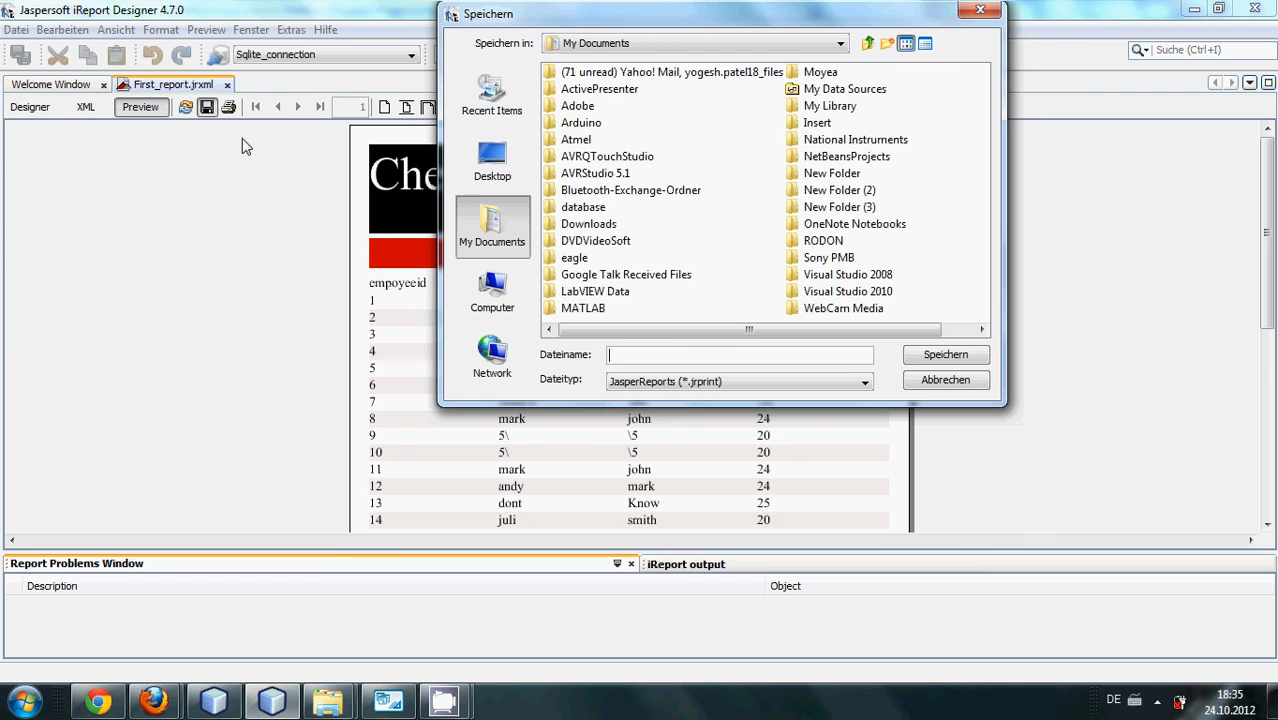 Jaspersoft iReport Designer 4.7.0
Datei Bearbeiten Ansicht Format Preview Fenster Extras Hilfe
Sqlite_connection
Suche (Ctrl+I)
Welcome Window × First_report.jrxml ×
Designer XML Preview 1
Che
empoyeeid
1
2
3
4
5
6
7
8 mark john 24
9 5\ \5 20
10 5\ \5 20
11 mark john 24
12 andy mark 24
13 dont Know 25
14 juli smith 20
Speichern
Speichern in: My Documents
Recent Items
Desktop
My Documents
Computer
Network
(71 unread) Yahoo! Mail, yogesh.patel18_files
ActivePresenter
Adobe
Arduino
Atmel
AVRQTouchStudio
AVRStudio 5.1
Bluetooth-Exchange-Ordner
database
Downloads
DVDVideoSoft
eagle
Google Talk Received Files
LabVIEW Data
MATLAB
Moyea
My Data Sources
My Library
Insert
National Instruments
NetBeansProjects
New Folder
New Folder (2)
New Folder (3)
OneNote Notebooks
RODON
Sony PMB
Visual Studio 2008
Visual Studio 2010
WebCam Media
Dateiname: Speichern
Dateityp: JasperReports (*.jrprint) Abbrechen
Report Problems Window
iReport output
Description Object
DE
18:35
24.10.2012